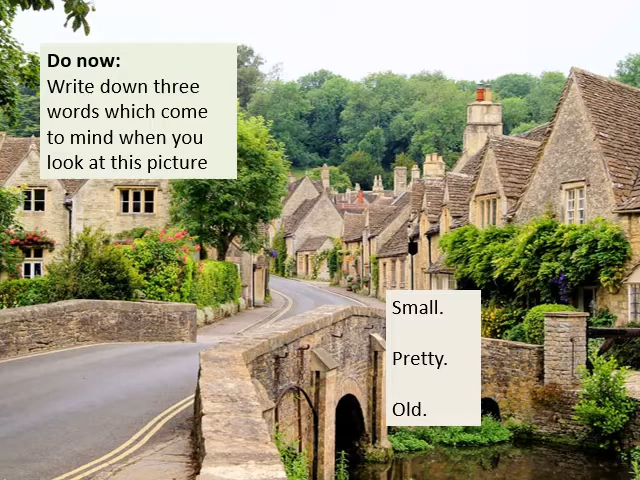 Do now:
Write down three
words which come
to mind when you
look at this picture
Small.
Pretty.
Old.